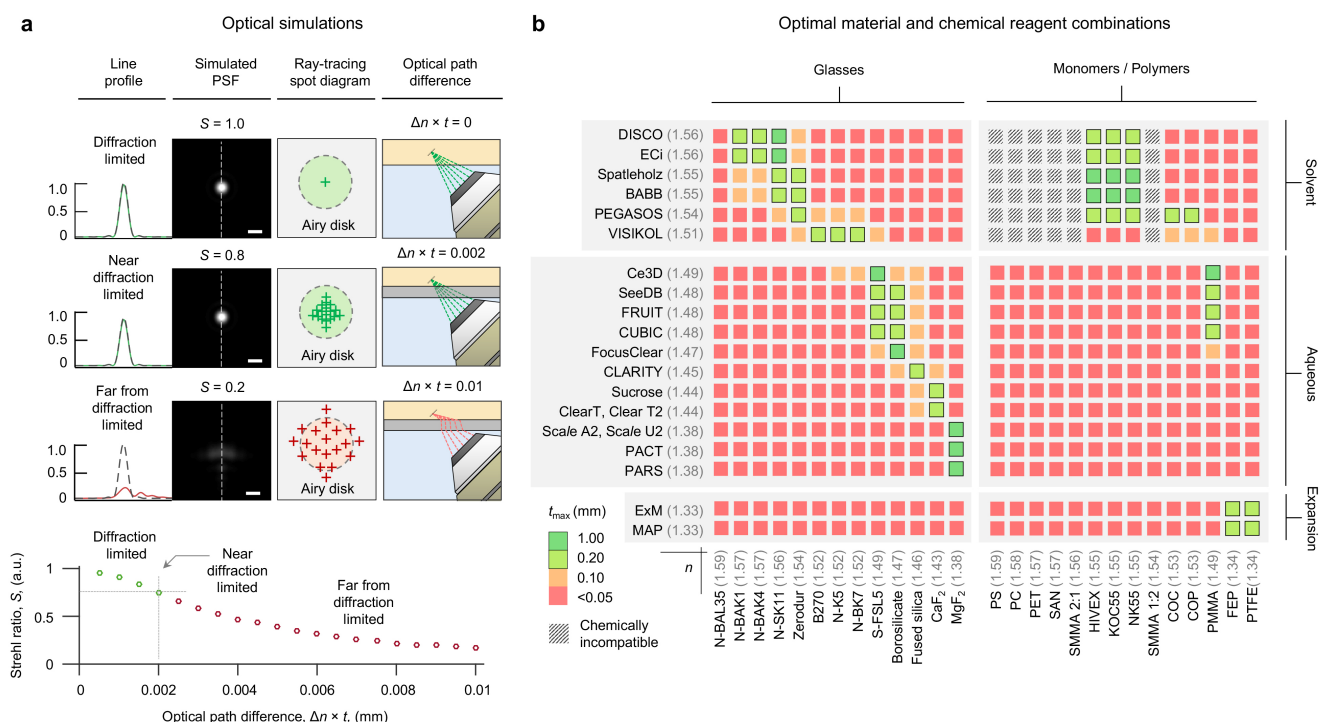 a
Optical simulations
Line
profile
Simulated
PSF
Ray-tracing
spot diagram
Optical path
difference
Diffraction
limited
S = 1.0
Δn × t = 0
1.0
0.5
0
Airy disk
Near
diffraction
limited
S = 0.8
Δn × t = 0.002
1.0
0.5
0
Airy disk
Far from
diffraction
limited
S = 0.2
Δn × t = 0.01
1.0
0.5
0
Airy disk
Strehl ratio, S, (a.u.)
1
0.5
0
Diffraction
limited
Near
diffraction
limited
Far from
diffraction
limited
0
0.002
0.004
0.006
0.008
0.01
Optical path difference, Δn × t, (mm)
b
Optimal material and chemical reagent combinations
Glasses
Monomers / Polymers
DISCO (1.56)
ECi (1.56)
Spatleholz (1.55)
BABB (1.55)
PEGASOS (1.54)
VISIKOL (1.51)
Solvent
Ce3D (1.49)
SeeDB (1.48)
FRUIT (1.48)
CUBIC (1.48)
FocusClear (1.47)
CLARITY (1.45)
Sucrose (1.44)
ClearT, Clear T2 (1.44)
Scale A2, Scale U2 (1.38)
PACT (1.38)
PARS (1.38)
Aqueous
ExM (1.33)
MAP (1.33)
Expansion
tmax (mm)
1.00
0.20
0.10
<0.05
Chemically
incompatible
n
N-BAL35 (1.59)
N-BAK1 (1.57)
N-BAK4 (1.57)
N-SK11 (1.56)
Zerodur (1.54)
B270 (1.52)
N-K5 (1.52)
N-BK7 (1.52)
S-FSL5 (1.49)
Borosilicate (1.47)
Fused silica (1.46)
CaF2 (1.43)
MgF2 (1.38)
PS (1.59)
PC (1.58)
PET (1.57)
SAN (1.57)
SMMA 2:1 (1.56)
HIVEX (1.55)
KOC55 (1.55)
NK55 (1.55)
SMMA 1:2 (1.54)
COC (1.53)
COP (1.53)
PMMA (1.49)
FEP (1.34)
PTFE (1.34)